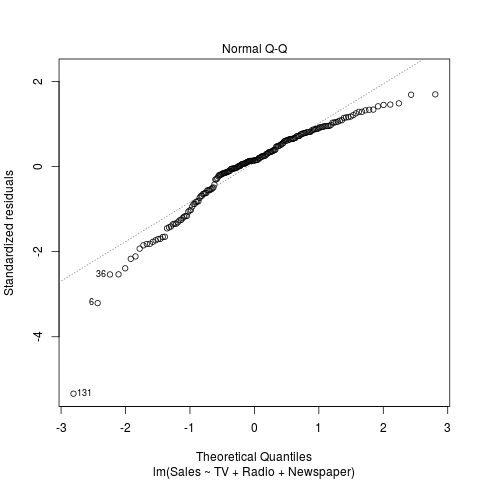 Normal Q-Q
2
0
-2
-4
Standardized residuals
36
6
131
-3 -2 -1 0 1 2 3
Theoretical Quantiles
lm(Sales ~ TV + Radio + Newspaper)